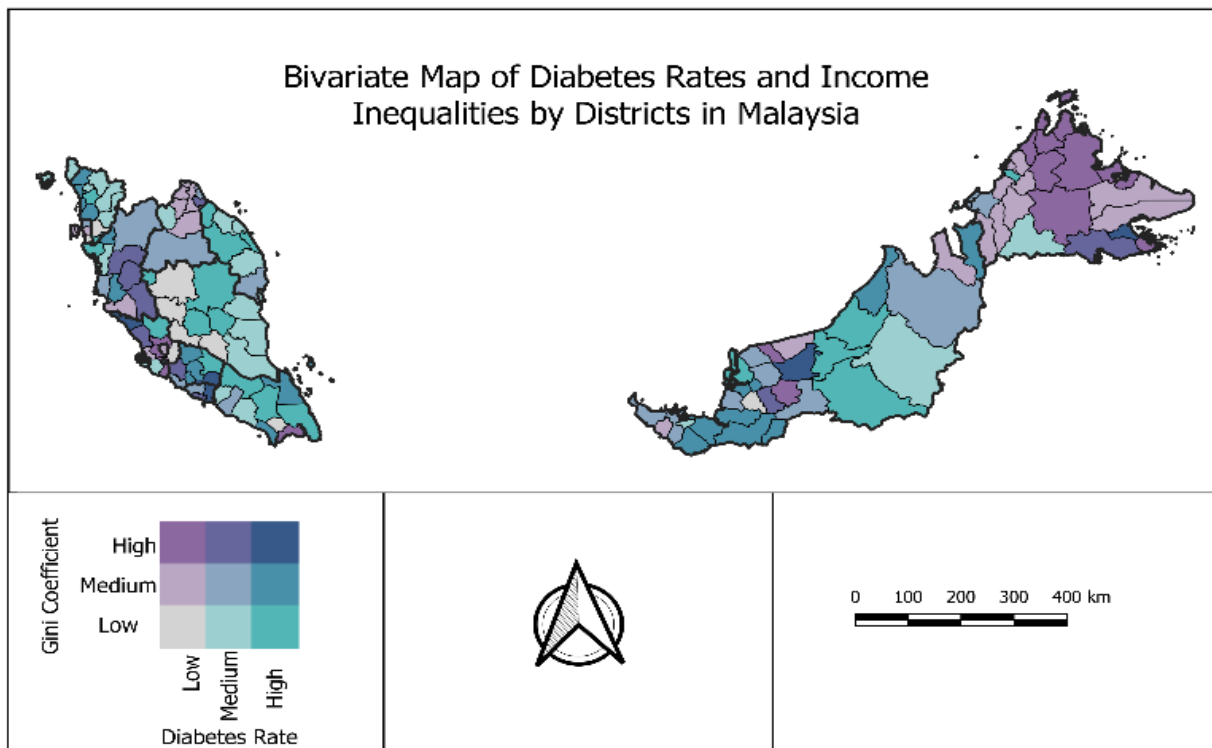 Bivariate Map of Diabetes Rates and Income
Inequalities by Districts in Malaysia
Gini Coefficient
High
Medium
Low
Low
Medium
High
Diabetes Rate
0 100 200 300 400 km